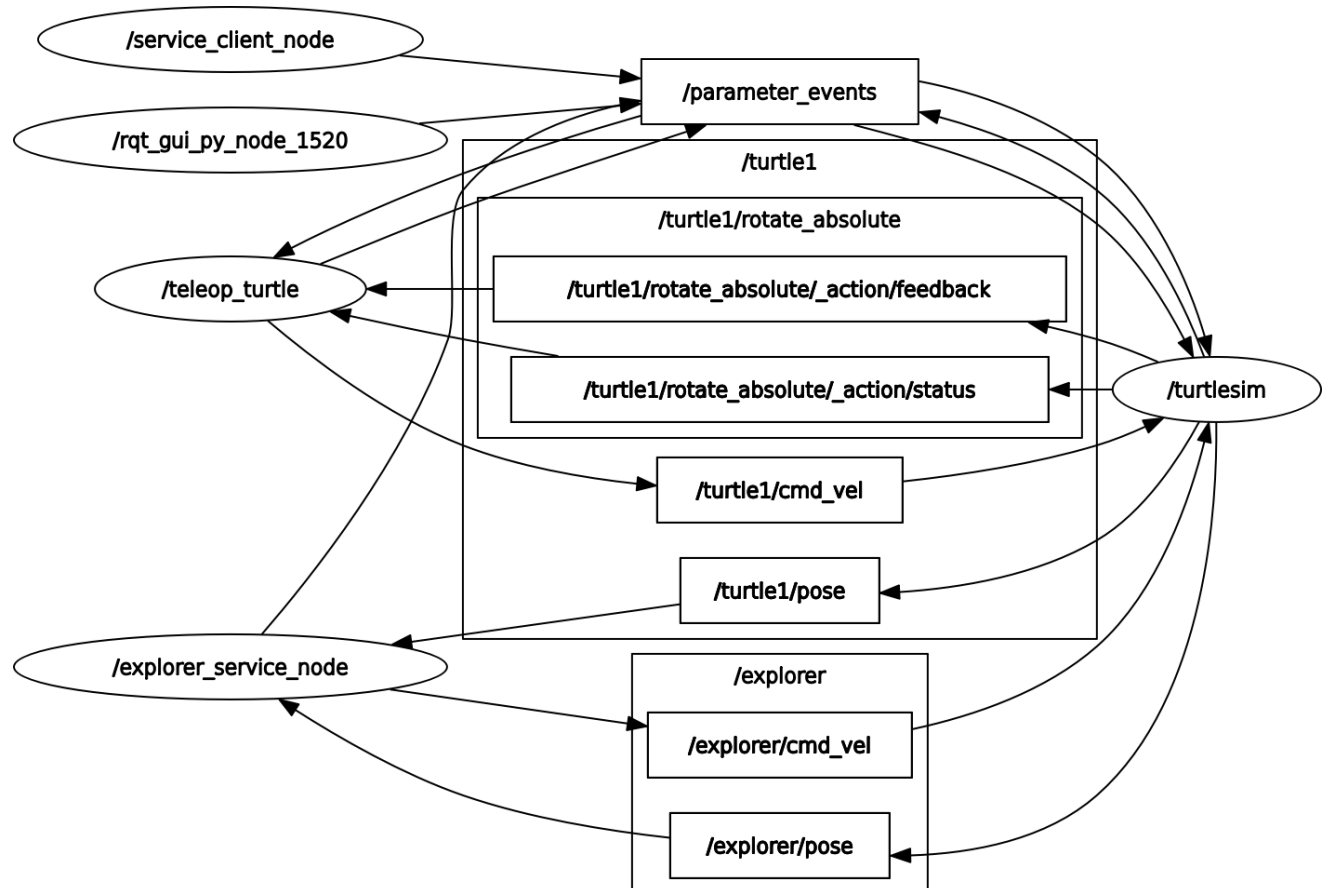 /service_client_node
/parameter_events
/rqt_gui_py_node_1520
/turtle1
/turtle1/rotate_absolute
/teleop_turtle
/turtle1/rotate_absolute/_action/feedback
/turtle1/rotate_absolute/_action/status
/turtlesim
/turtle1/cmd_vel
/turtle1/pose
/explorer_service_node
/explorer
/explorer/cmd_vel
/explorer/pose